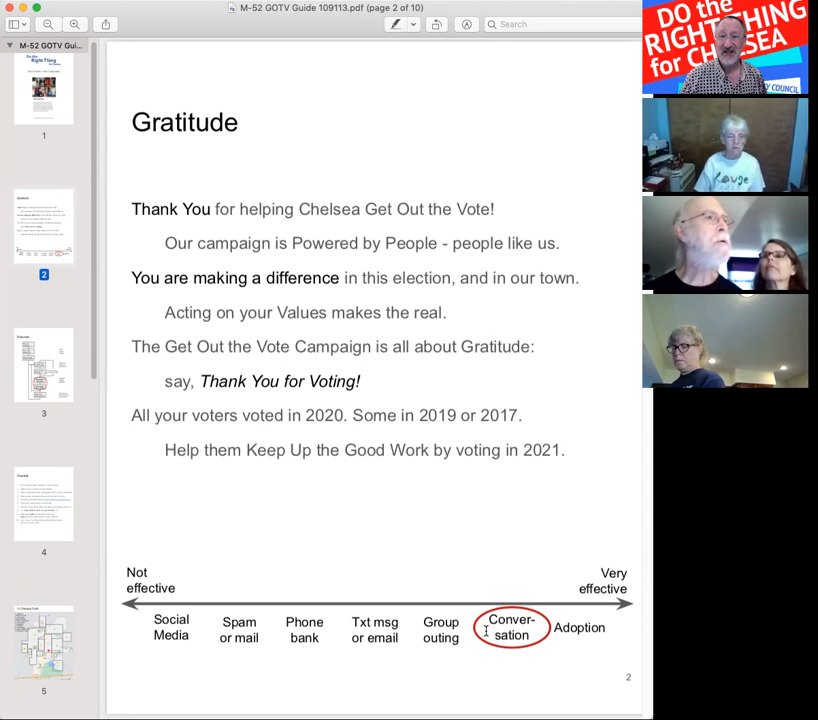 M-52 GOTV Guide 109113.pdf (page 2 of 10)
Search
M-52 GOTV Gui...
1
2
3
4
5
Gratitude
Thank You for helping Chelsea Get Out the Vote!
Our campaign is Powered by People - people like us.
You are making a difference in this election, and in our town.
Acting on your Values makes the real.
The Get Out the Vote Campaign is all about Gratitude:
say, Thank You for Voting!
All your voters voted in 2020. Some in 2019 or 2017.
Help them Keep Up the Good Work by voting in 2021.
Not
effective
Very
effective
Social
Media
Spam
or mail
Phone
bank
Txt msg
or email
Group
outing
Conver-
sation
Adoption
2
DO the
RIGHT THING
for CHELSEA
COUNCIL